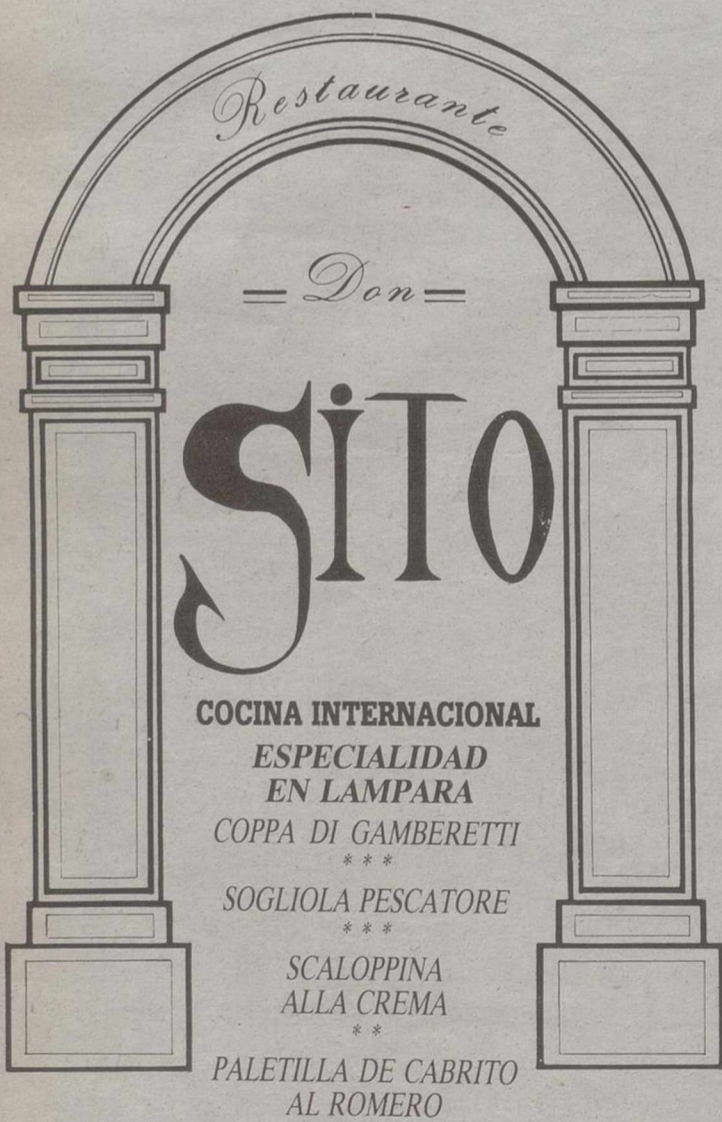 Restaurante
= Don =
SiTO
COCINA INTERNACIONAL
ESPECIALIDAD
EN LAMPARA
COPPA DI GAMBERETTI
* * *
SOGLIOLA PESCATORE
* * *
SCALOPPINA
ALLA CREMA
* *
PALETILLA DE CABRITO
AL ROMERO